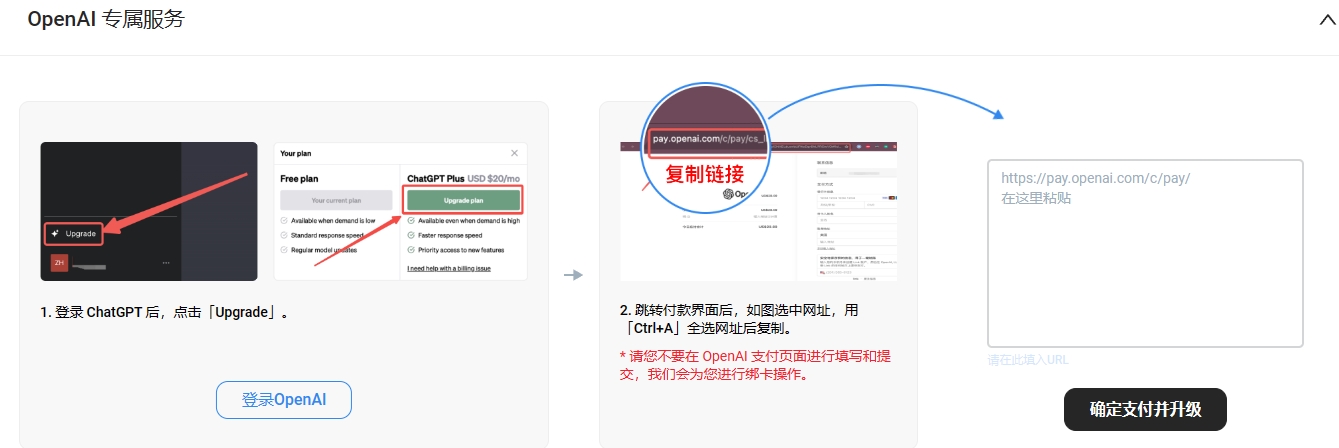 OpenAI 专属服务
Upgrade
ZH
Your plan
Free plan
Your current plan
Available when demand is low
Standard response speed
Regular model updates
ChatGPT Plus USD $20/mo
Upgrade plan
Available even when demand is high
Faster response speed
Priority access to new features
I need help with a billing issue
1. 登录 ChatGPT 后，点击「Upgrade」。
登录OpenAI
pay.openai.com/c/pay/cs_l
复制链接
2. 跳转付款界面后，如图选中网址，用
「Ctrl+A」全选网址后复制。
* 请您不要在 OpenAI 支付页面进行填写和提
交，我们会为您进行绑卡操作。
https://pay.openai.com/c/pay/
在这里粘贴
请在此填入URL
确定支付并升级